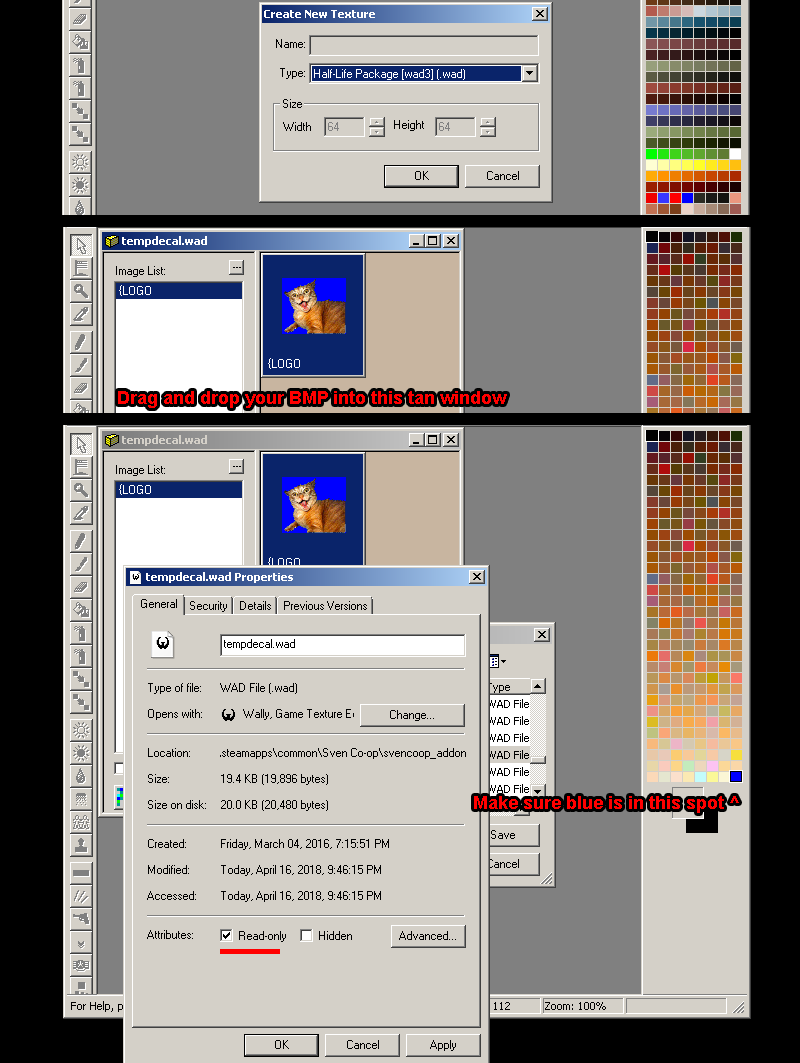 Create New Texture
Name:
Type: Half-Life Package [wad3] (.wad)
Size
Width 64 Height 64
OK Cancel
tempdecal.wad
Image List: ...
{LOGO
{LOGO
Drag and drop your BMP into this tan window
tempdecal.wad
Image List: ...
{LOGO
{LOGO
tempdecal.wad Properties
General Security Details Previous Versions
tempdecal.wad
Type of file: WAD File (.wad)
Opens with: Wally, Game Texture E
Change...
Location: .steamapps\common\Sven Co-op\svencoop_addon
Size: 19.4 KB (19,896 bytes)
Size on disk: 20.0 KB (20,480 bytes)
Created: Friday, March 04, 2016, 7:15:51 PM
Modified: Today, April 16, 2018, 9:46:15 PM
Accessed: Today, April 16, 2018, 9:46:15 PM
Attributes: Read-only Hidden Advanced...
OK Cancel Apply
Type
WAD File
WAD File
WAD File
WAD File
WAD File
WAD File
Make sure blue is in this spot ^
Save
Cancel
For Help, p
112 Zoom: 100%